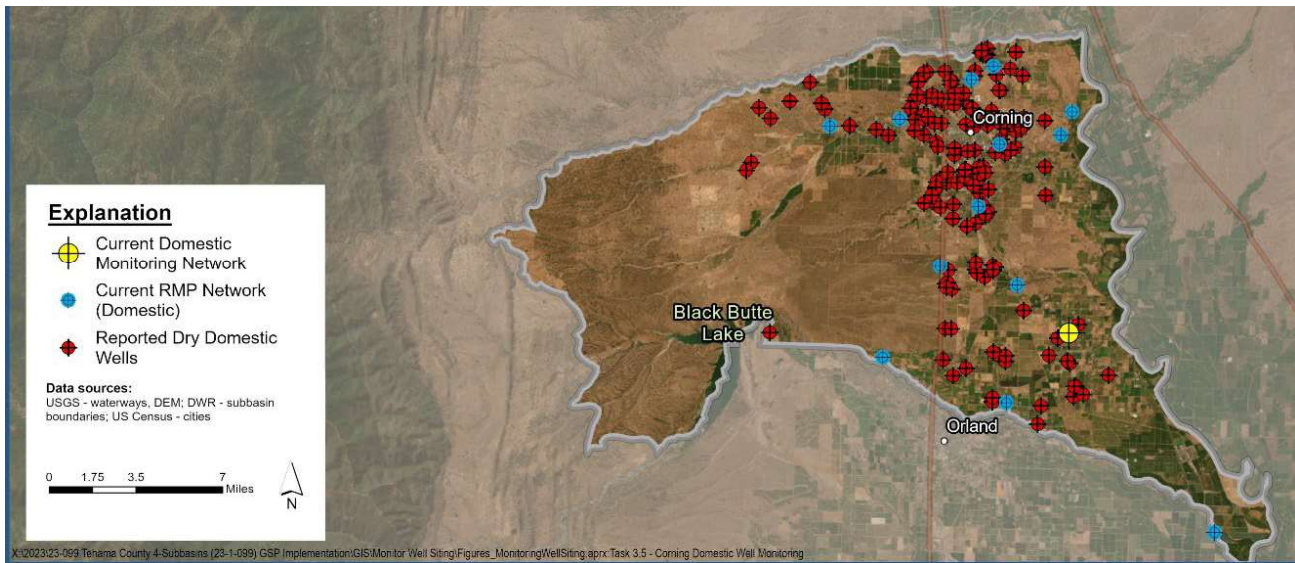 Corning
Black Butte
Lake
Orland
Explanation
Current Domestic
Monitoring Network
Current RMP Network
(Domestic)
Reported Dry Domestic
Wells
Data sources:
USGS - waterways, DEM; DWR - subbasin
boundaries; US Census - cities
0 1.75 3.5 7
Miles
N
X:\2023\23-099 Tehama County 4-Subbasins (23-1-099) GSP Implementation\GIS\Monitor Well Siting\Figures_MonitoringWellSiting.aprx:Task 3.5 - Corning Domestic Well Monitoring